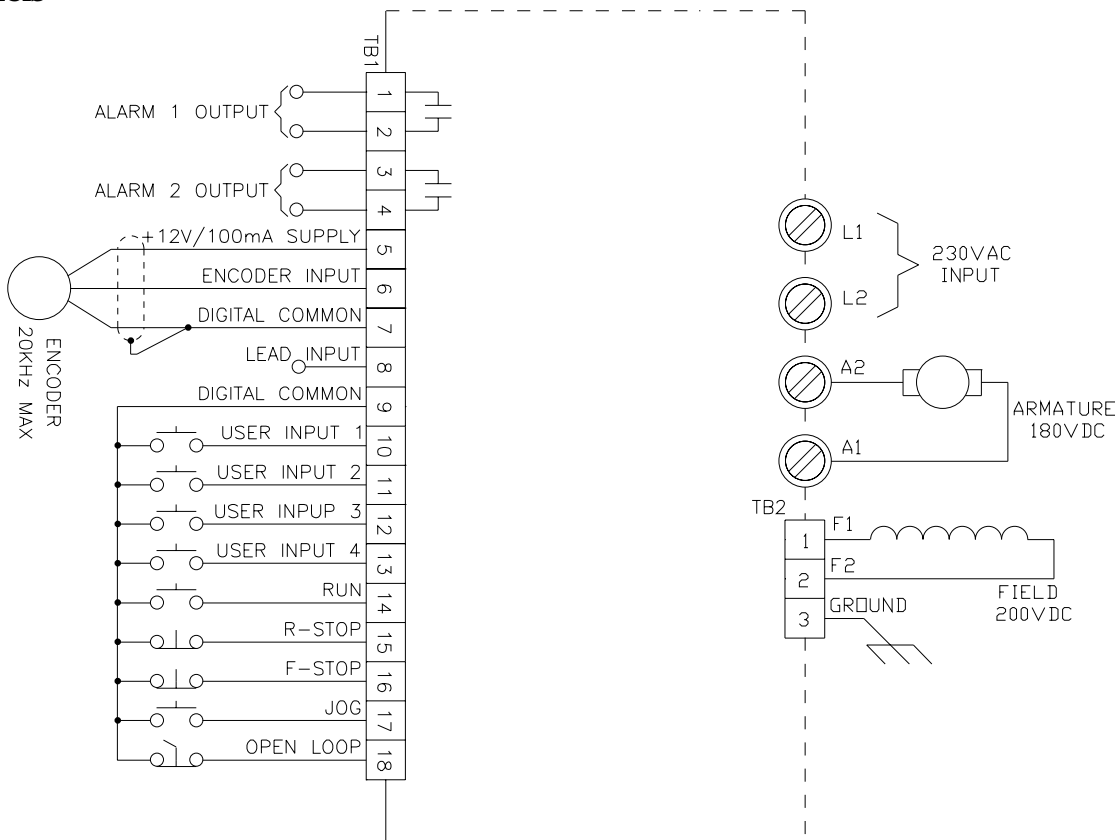 TB1
1
ALARM 1 OUTPUT
2
3
ALARM 2 OUTPUT
4
+12V/100mA SUPPLY
5
ENCODER INPUT
6
DIGITAL COMMON
7
LEAD INPUT
8
DIGITAL COMMON
9
USER INPUT 1
10
USER INPUT 2
11
USER INPUP 3
12
USER INPUT 4
13
RUN
14
R-STOP
15
F-STOP
16
JOG
17
OPEN LOOP
18
ENCODER
20KHz MAX
L1
L2
230VAC
INPUT
A2
ARMATURE
180VDC
A1
TB2
1
F1
2
F2
FIELD
200VDC
3
GROUND